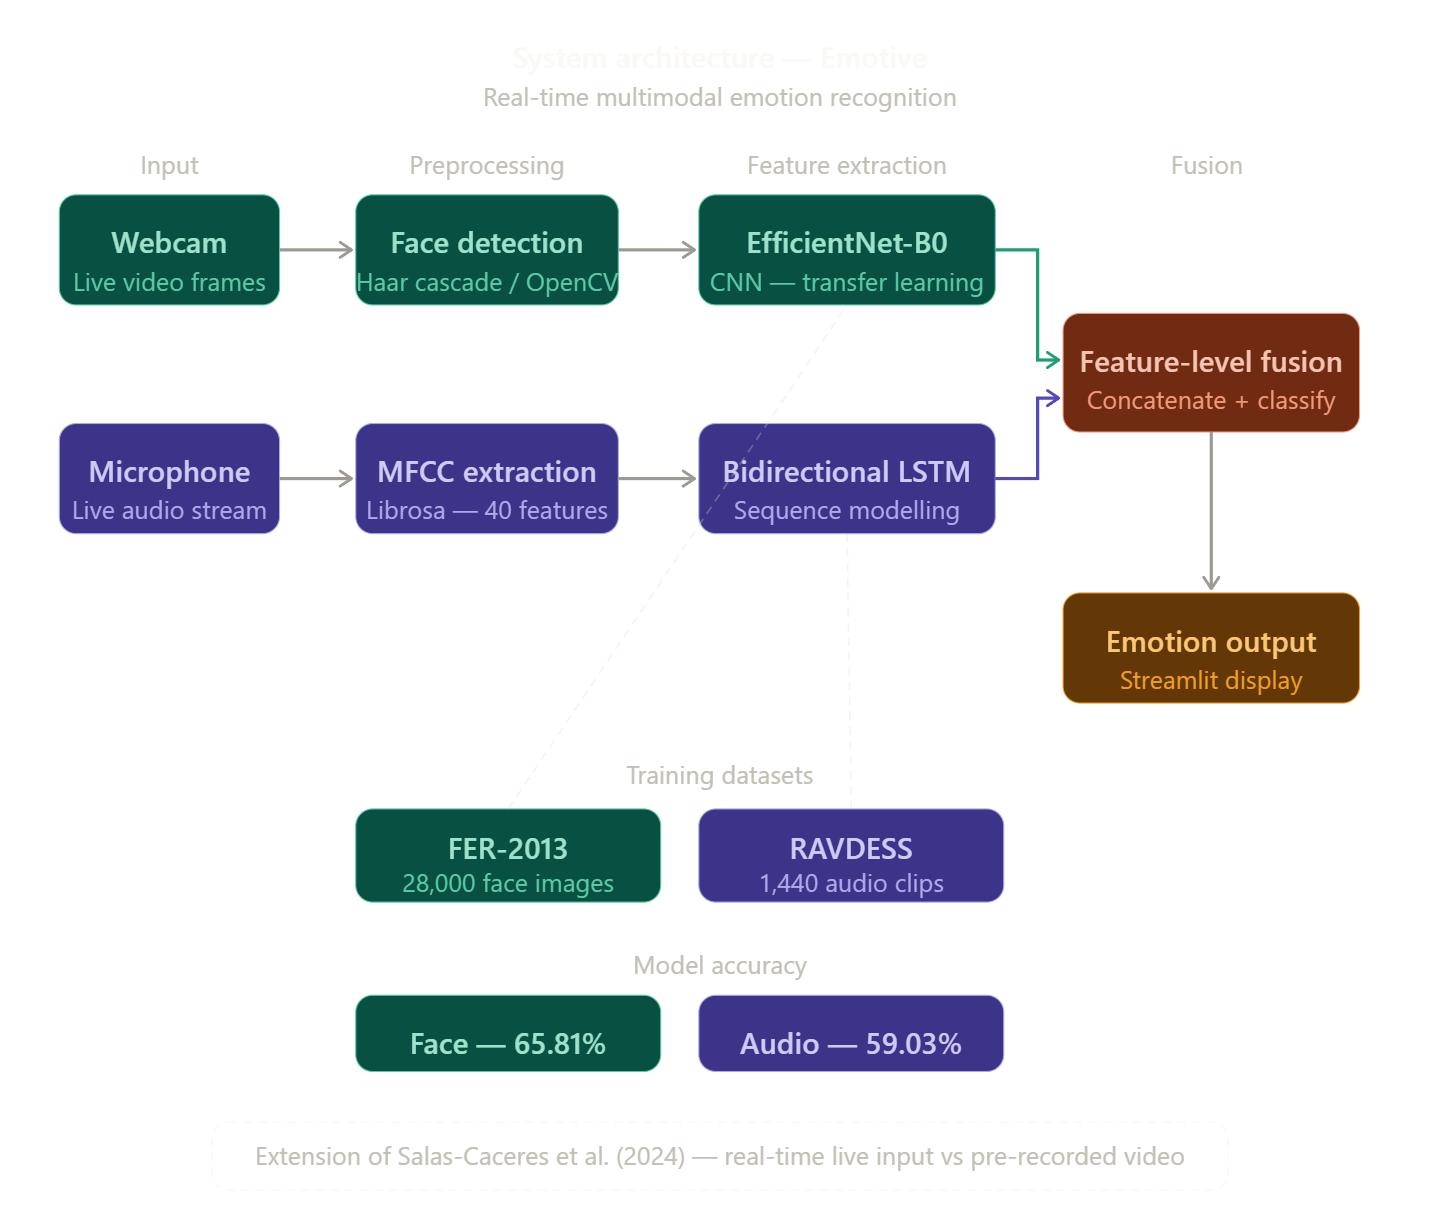 System architecture — Emotive
Real-time multimodal emotion recognition
Input
Preprocessing
Feature extraction
Fusion
Webcam
Live video frames
Face detection
Haar cascade / OpenCV
EfficientNet-B0
CNN — transfer learning
Feature-level fusion
Concatenate + classify
Microphone
Live audio stream
MFCC extraction
Librosa — 40 features
Bidirectional LSTM
Sequence modelling
Emotion output
Streamlit display
Training datasets
FER-2013
28,000 face images
RAVDESS
1,440 audio clips
Model accuracy
Face — 65.81%
Audio — 59.03%
Extension of Salas-Caceres et al. (2024) — real-time live input vs pre-recorded video